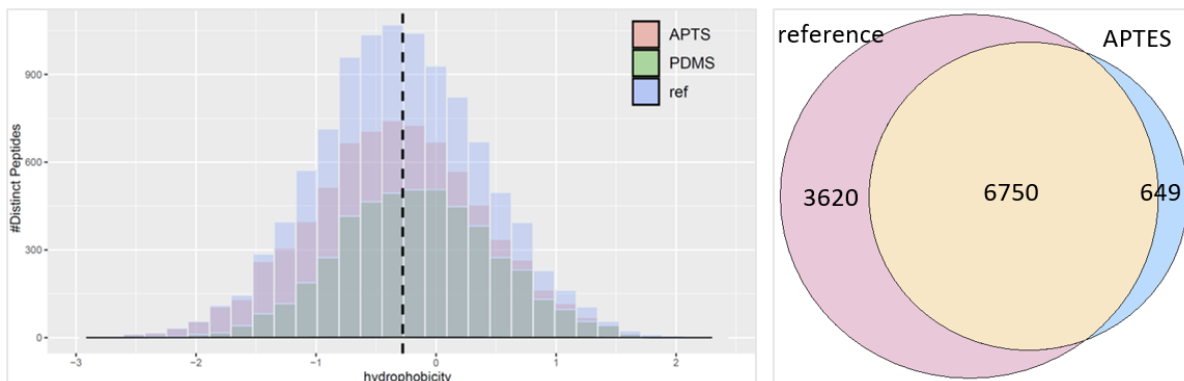 #Distinct Peptides
900
600
300
0
−3
−2
−1
0
1
2
hydrophobicity
APTS
PDMS
ref
reference
APTES
3620
6750
649